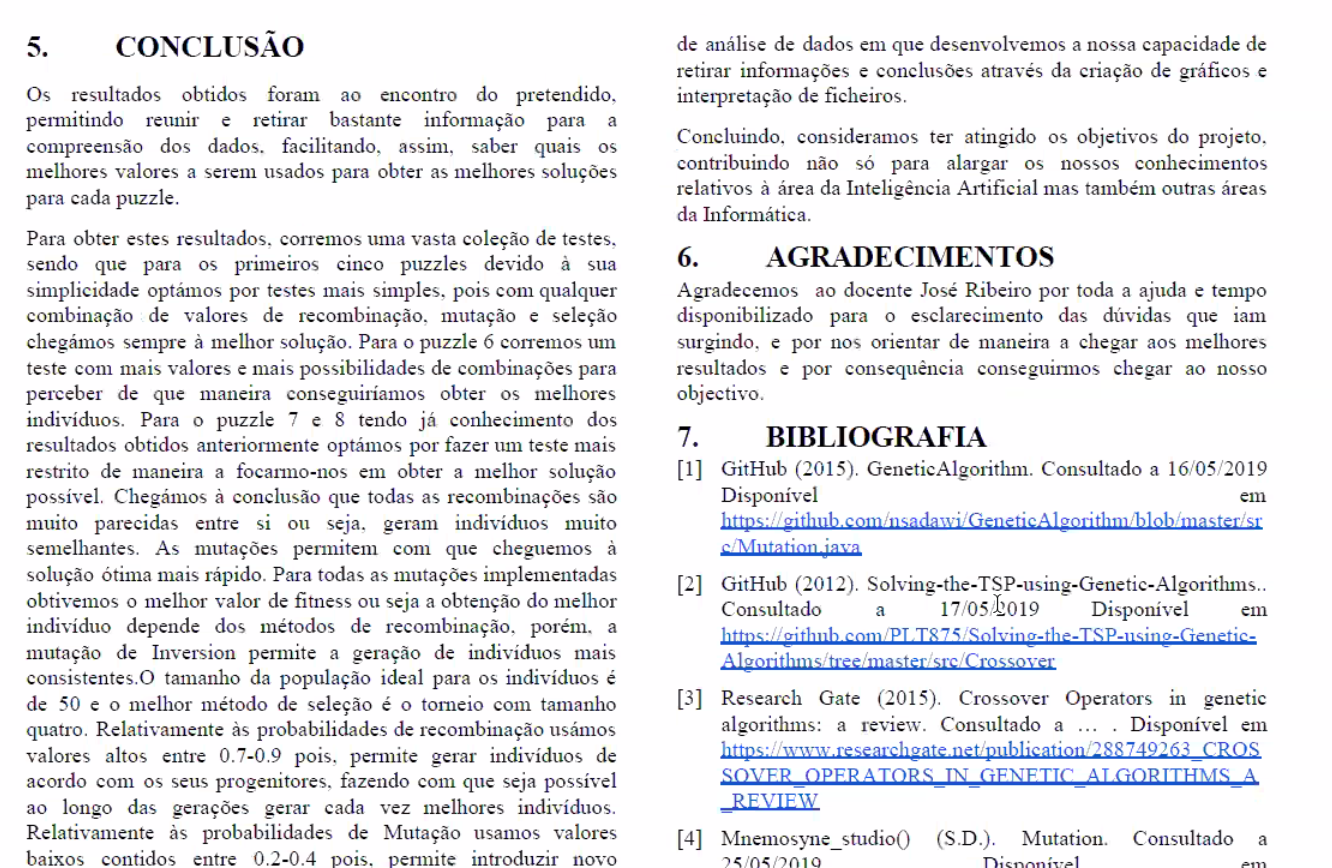 5. CONCLUSÃO
Os resultados obtidos foram ao encontro do pretendido,
permitindo reunir e retirar bastante informação para a
compreensão dos dados, facilitando, assim, saber quais os
melhores valores a serem usados para obter as melhores soluções
para cada puzzle.
Para obter estes resultados, corremos uma vasta coleção de testes,
sendo que para os primeiros cinco puzzles devido à sua
simplicidade optámos por testes mais simples, pois com qualquer
combinação de valores de recombinação, mutação e seleção
chegámos sempre à melhor solução. Para o puzzle 6 corremos um
teste com mais valores e mais possibilidades de combinações para
perceber de que maneira conseguiríamos obter os melhores
indivíduos. Para o puzzle 7 e 8 tendo já conhecimento dos
resultados obtidos anteriormente optámos por fazer um teste mais
restrito de maneira a focarmo-nos em obter a melhor solução
possível. Chegámos à conclusão que todas as recombinações são
muito parecidas entre si ou seja, geram indivíduos muito
semelhantes. As mutações permitem com que cheguemos à
solução ótima mais rápido. Para todas as mutações implementadas
obtivemos o melhor valor de fitness ou seja a obtenção do melhor
indivíduo depende dos métodos de recombinação, porém, a
mutação de Inversion permite a geração de indivíduos mais
consistentes.O tamanho da população ideal para os indivíduos é
de 50 e o melhor método de seleção é o torneio com tamanho
quatro. Relativamente às probabilidades de recombinação usámos
valores altos entre 0.7-0.9 pois, permite gerar indivíduos de
acordo com os seus progenitores, fazendo com que seja possível
ao longo das gerações gerar cada vez melhores indivíduos.
Relativamente às probabilidades de Mutação usamos valores
baixos contidos entre 0.2-0.4 pois, permite introduzir novo
de análise de dados em que desenvolvemos a nossa capacidade de
retirar informações e conclusões através da criação de gráficos e
interpretação de ficheiros.
Concluindo, consideramos ter atingido os objetivos do projeto,
contribuindo não só para alargar os nossos conhecimentos
relativos à área da Inteligência Artificial mas também outras áreas
da Informática.
6. AGRADECIMENTOS
Agradecemos ao docente José Ribeiro por toda a ajuda e tempo
disponibilizado para o esclarecimento das dúvidas que iam
surgindo, e por nos orientar de maneira a chegar aos melhores
resultados e por consequência conseguirmos chegar ao nosso
objectivo.
7. BIBLIOGRAFIA
[1] GitHub (2015). GeneticAlgorithm. Consultado a 16/05/2019
Disponível em
https://github.com/nsadawi/GeneticAlgorithm/blob/master/sr
c/Mutation.java
[2] GitHub (2012). Solving-the-TSP-using-Genetic-Algorithms..
Consultado a 17/05/2019 Disponível em
https://github.com/PLT875/Solving-the-TSP-using-Genetic-
Algorithms/tree/master/src/Crossover
[3] Research Gate (2015). Crossover Operators in genetic
algorithms: a review. Consultado a ... . Disponível em
https://www.researchgate.net/publication/288749263_CROS
SOVER_OPERATORS_IN_GENETIC_ALGORITHMS_A
_REVIEW
[4] Mnemosyne_studio() (S.D.). Mutation. Consultado a
25/05/2019 Disponível em